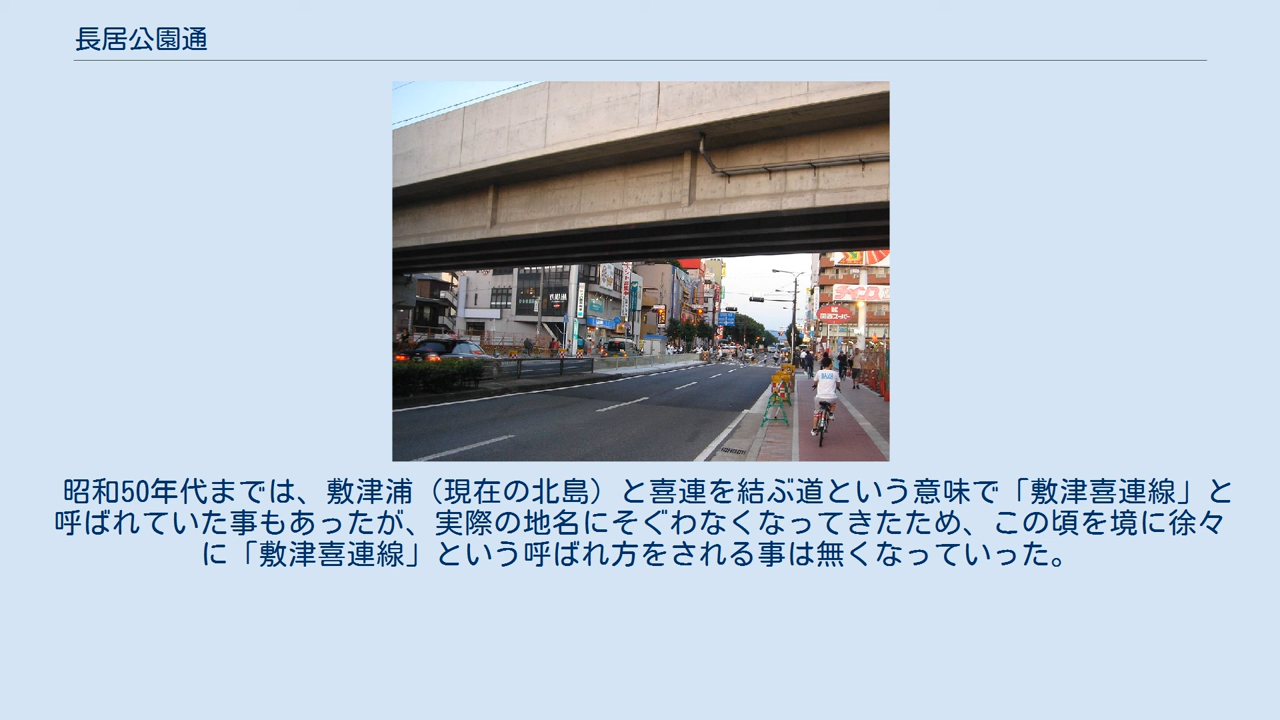 長居公園通
昭和50年代までは、敷津浦（現在の北島）と喜連を結ぶ道という意味で「敷津喜連線」と
呼ばれていた事もあったが、実際の地名にそぐわなくなってきたため、この頃を境に徐々
に「敷津喜連線」という呼ばれ方をされる事は無くなっていった。